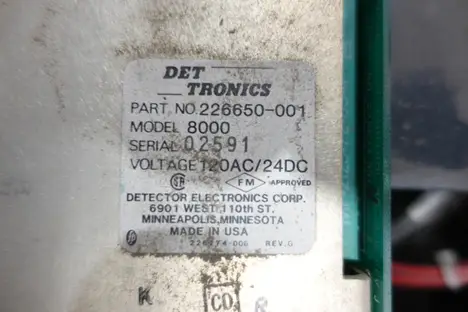 DET
TRONICS
PART NO. 226650-001
MODEL 8000
SERIAL 02591
VOLTAGE 120AC/24DC
FM APPROVED
DETECTOR ELECTRONICS CORP.
6901 WEST 110th ST.
MINNEAPOLIS, MINNESOTA
MADE IN USA
REV.
K CD